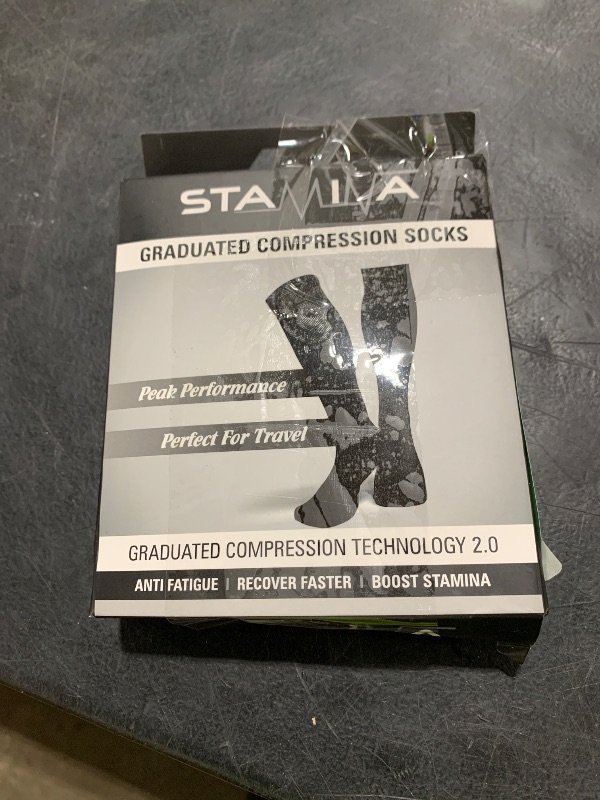 STAMINA
GRADUATED COMPRESSION SOCKS
Peak Performance
Perfect For Travel
GRADUATED COMPRESSION TECHNOLOGY 2.0
ANTI FATIGUE | RECOVER FASTER | BOOST STAMINA